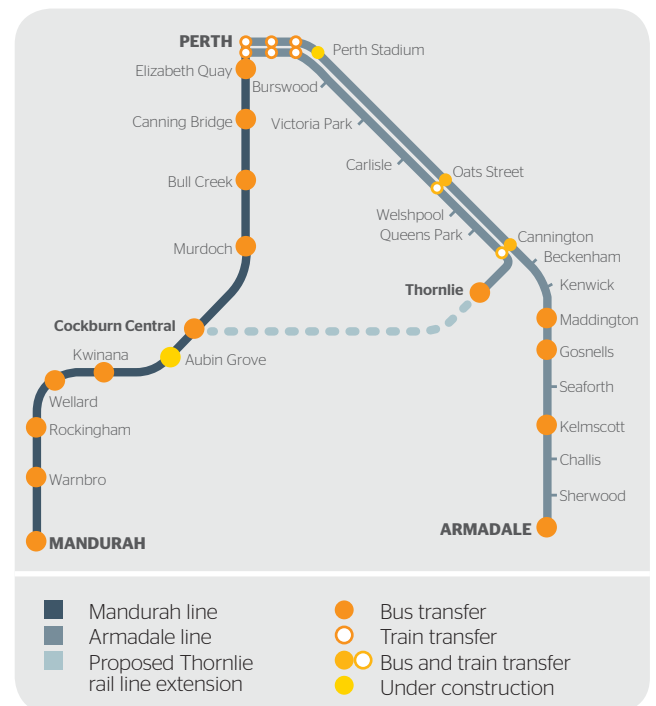 PERTH
Perth Stadium
Elizabeth Quay
Burswood
Canning Bridge
Victoria Park
Carlisle
Oats Street
Bull Creek
Welshpool
Queens Park
Cannington
Murdoch
Beckenham
Thornlie
Kenwick
Cockburn Central
Maddington
Kwinana
Aubin Grove
Gosnells
Wellard
Seaforth
Rockingham
Kelmscott
Challis
Warnbro
Sherwood
MANDURAH
ARMADALE
Mandurah line
Armadale line
Proposed Thornlie
rail line extension
Bus transfer
Train transfer
Bus and train transfer
Under construction